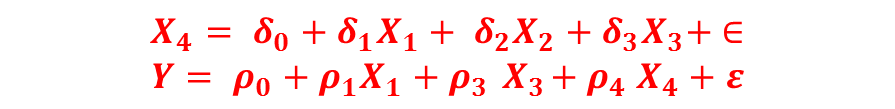 X₄ = δ₀ + δ₁X₁ + δ₂X₂ + δ₃X₃+ ∈
Y = ρ₀ + ρ₁X₁ + ρ₃ X₃ + ρ₄ X₄ + ε